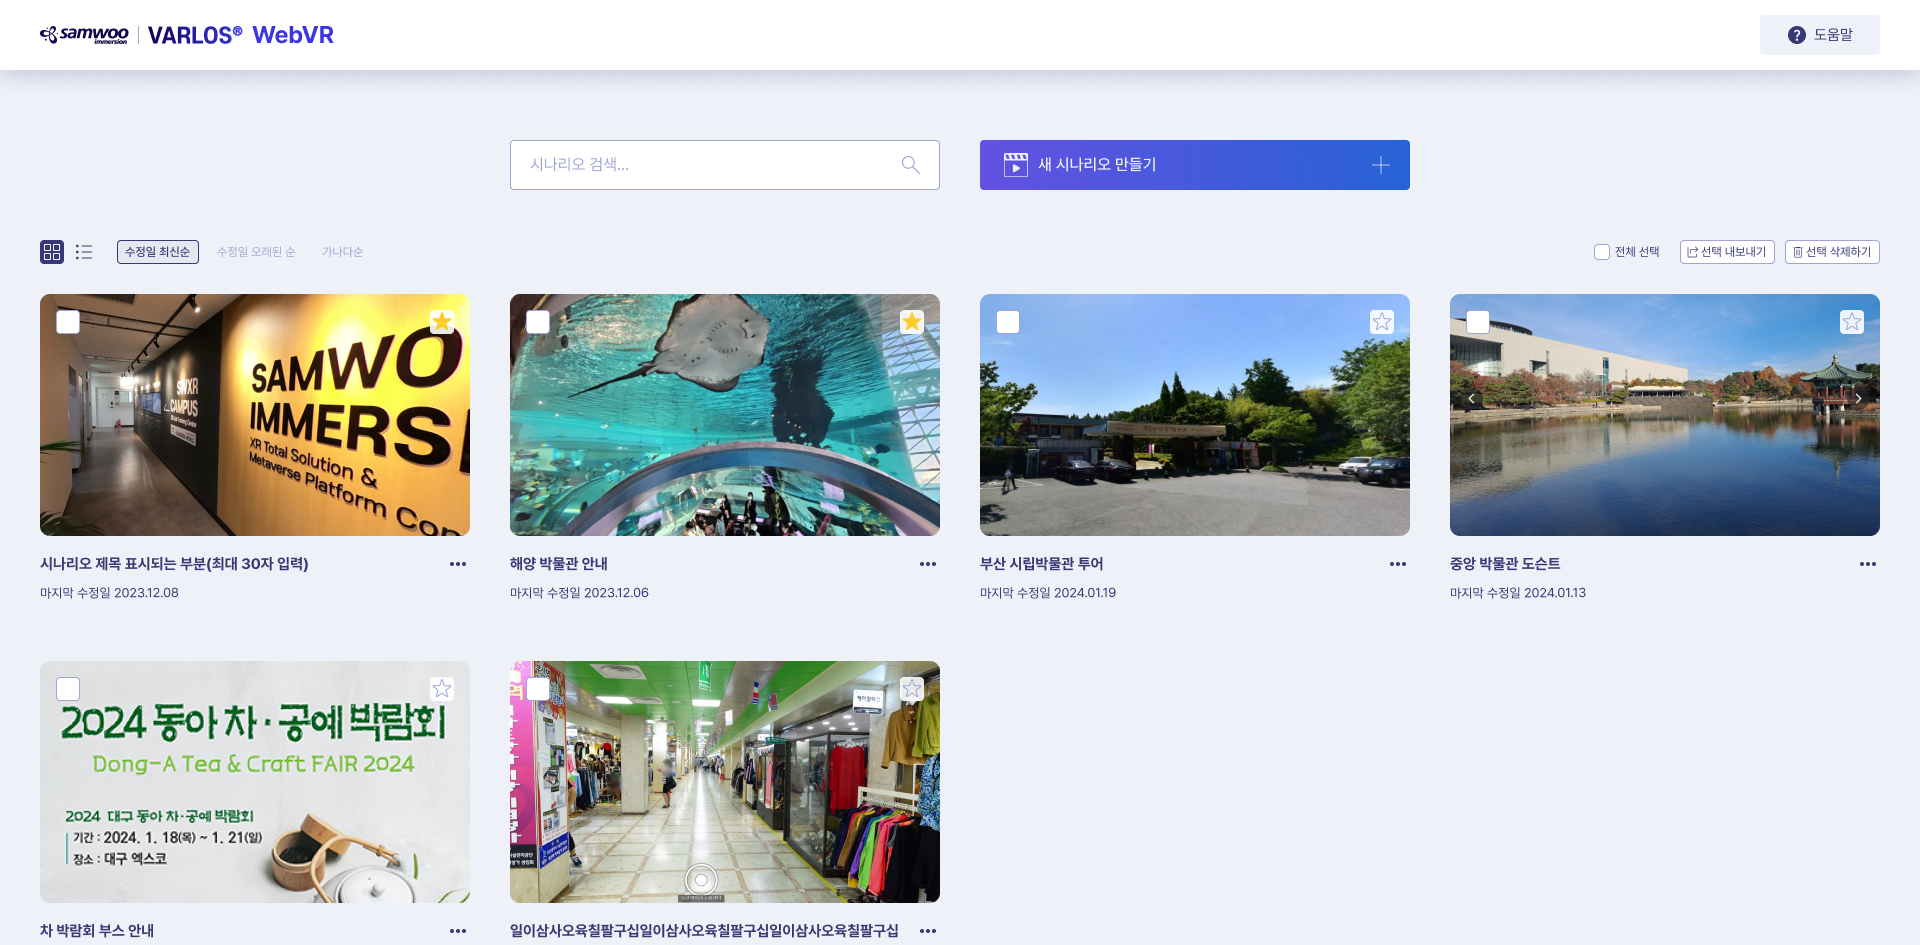 samwoo immersion VARLOS® WebVR
도움말
시나리오 검색...
새 시나리오 만들기
수정일 최신순 수정일 오래된 순 가나다순
전체 선택 선택 내보내기 선택 삭제하기
SWXR
CAMPUS
SAMWO
IMMERS
XR Total Solution &
Metaverse Platform Con
시나리오 제목 표시되는 부분(최대 30자 입력)
마지막 수정일 2023.12.08
해양 박물관 안내
마지막 수정일 2023.12.06
부산 시립박물관 투어
마지막 수정일 2024.01.19
중앙 박물관 도슨트
마지막 수정일 2024.01.13
2024 동아 차·공예 박람회
Dong-A Tea & Craft FAIR 2024
2024 대구 동아 차·공예 박람회
기간 : 2024. 1. 18(목) ~ 1. 21(일)
장소 : 대구 엑스코
차 박람회 부스 안내
일이삼사오육칠팔구십일이삼사오육칠팔구십일이삼사오육칠팔구십